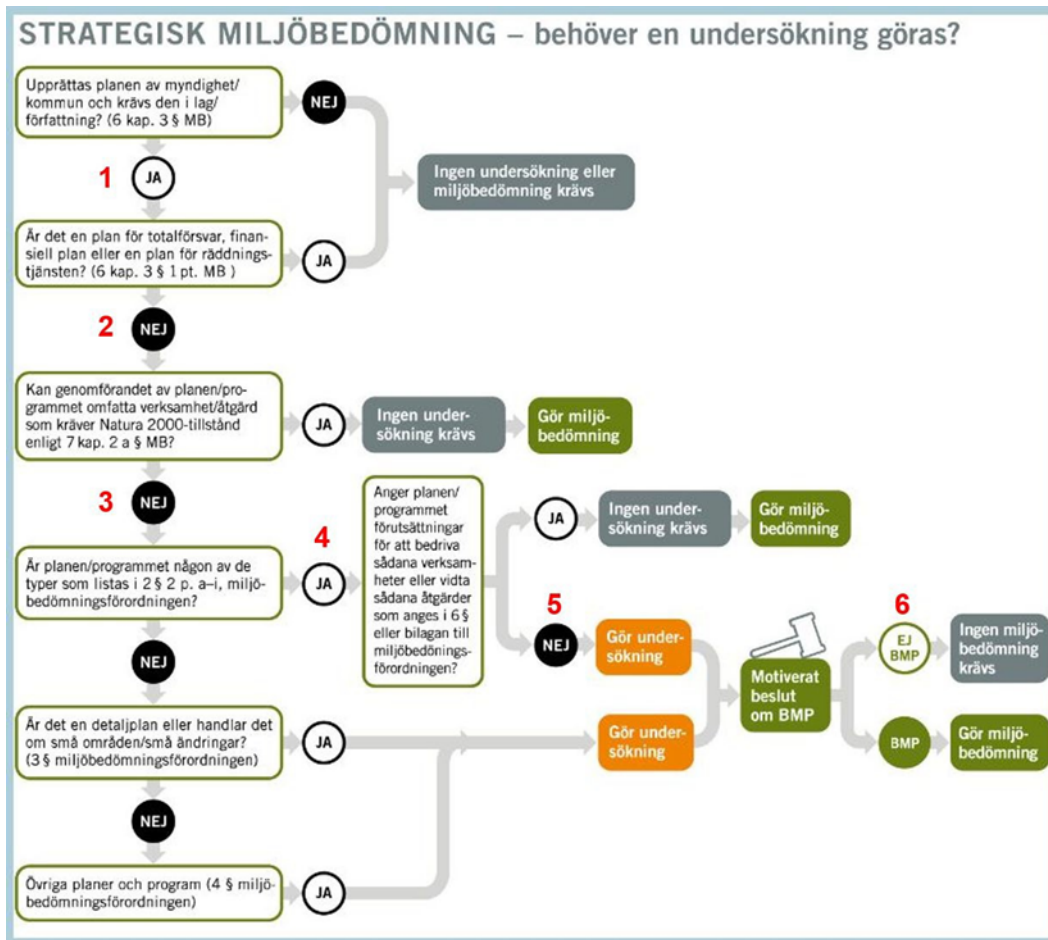 STRATEGISK MILJÖBEDÖMNING – behöver en undersökning göras?
Upprättas planen av myndighet/
kommun och krävs den i lag/
författning? (6 kap. 3 § MB)
NEJ
1
JA
Ingen undersökning eller
miljöbedömning krävs
Är det en plan för totalförsvar, finan-
siell plan eller en plan för räddnings-
tjänsten? (6 kap. 3 § 1 pt. MB )
JA
2
NEJ
Kan genomförandet av planen/pro-
grammet omfatta verksamhet/åtgärd
som kräver Natura 2000-tillstånd
enligt 7 kap. 2 a § MB?
JA
Ingen under-
sökning krävs
Gör miljö-
bedömning
3
NEJ
Är planen/programmet någon av de
typer som listas i 2 § 2 p. a–i, miljö-
bedömningsförordningen?
4
JA
Anger planen/
programmet
förutsättningar
för att bedriva
sådana verksam-
heter eller vidta
sådana åtgärder
som anges i 6 §
eller bilagan till
miljöbedönings-
förordningen?
JA
Ingen under-
sökning krävs
Gör miljö-
bedömning
5
NEJ
Gör under-
sökning
Motiverat
beslut
om BMP
6
EJ
BMP
Ingen miljö-
bedömning
krävs
BMP
Gör miljö-
bedömning
NEJ
Är det en detaljplan eller handlar det
om små områden/små ändringar?
(3 § miljöbedömningsförordningen)
JA
Gör under-
sökning
NEJ
Övriga planer och program (4 § miljö-
bedömningsförordningen)
JA